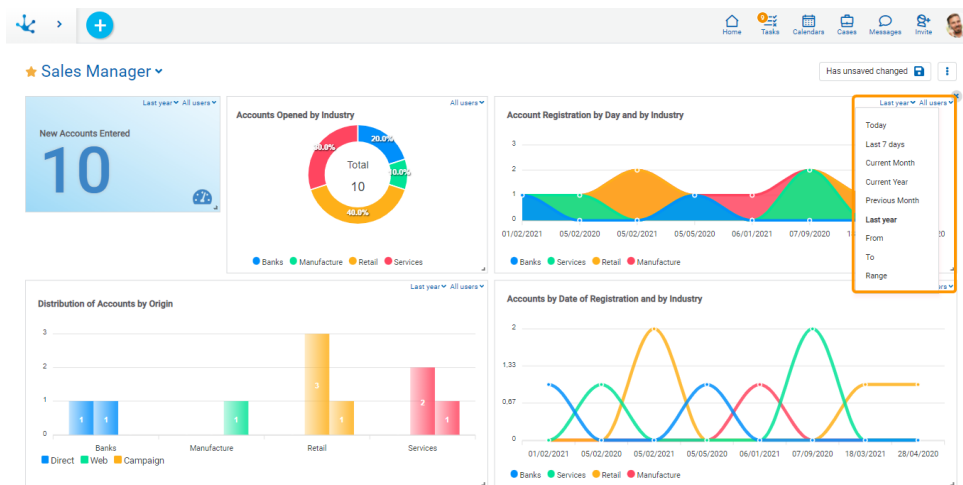 9
Home Tasks Calendars Cases Messages Invite
Sales Manager
Has unsaved changed
Last year All users
New Accounts Entered
10
All users
Accounts Opened by Industry
20.0%
10.0%
40.0%
30.0%
Total
10
Banks Manufacture Retail Services
Last year All users
Account Registration by Day and by Industry
3
2
1
0
01/02/2021 05/02/2020 05/02/2021 05/05/2020 06/01/2021 07/09/2020
Banks Services Retail Manufacture
Today
Last 7 days
Current Month
Current Year
Previous Month
Last year
From
To
Range
Last year All users
Distribution of Accounts by Origin
3
2
1
0
1 1 1 3 1 2 1
Banks Manufacture Retail Services
Direct Web Campaign
Accounts by Date of Registration and by Industry
2
1,33
0,67
0
01/02/2021 05/02/2020 05/02/2021 05/05/2020 06/01/2021 07/09/2020 18/03/2021 28/04/2020
Banks Services Retail Manufacture